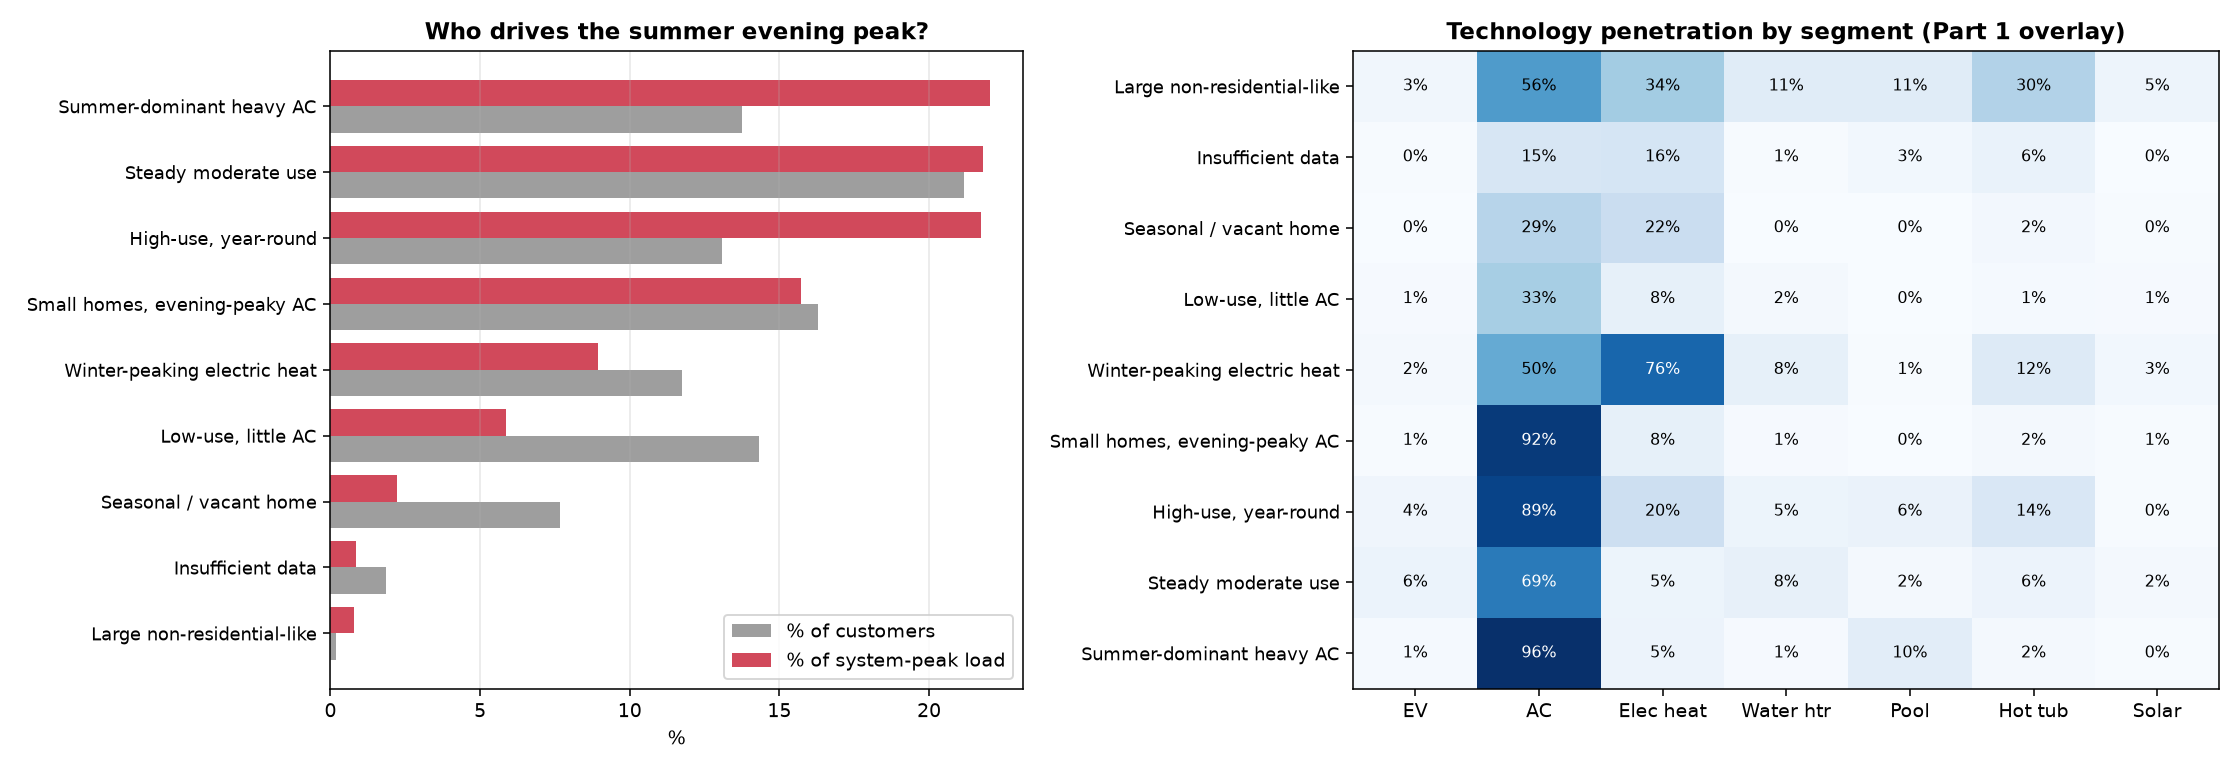 Who drives the summer evening peak?
Summer-dominant heavy AC
Steady moderate use
High-use, year-round
Small homes, evening-peaky AC
Winter-peaking electric heat
Low-use, little AC
Seasonal / vacant home
Insufficient data
Large non-residential-like
% of customers
% of system-peak load
0 5 10 15 20
%
Technology penetration by segment (Part 1 overlay)
Large non-residential-like 3% 56% 34% 11% 11% 30% 5%
Insufficient data 0% 15% 16% 1% 3% 6% 0%
Seasonal / vacant home 0% 29% 22% 0% 0% 2% 0%
Low-use, little AC 1% 33% 8% 2% 0% 1% 1%
Winter-peaking electric heat 2% 50% 76% 8% 1% 12% 3%
Small homes, evening-peaky AC 1% 92% 8% 1% 0% 2% 1%
High-use, year-round 4% 89% 20% 5% 6% 14% 0%
Steady moderate use 6% 69% 5% 8% 2% 6% 2%
Summer-dominant heavy AC 1% 96% 5% 1% 10% 2% 0%
EV AC Elec heat Water htr Pool Hot tub Solar